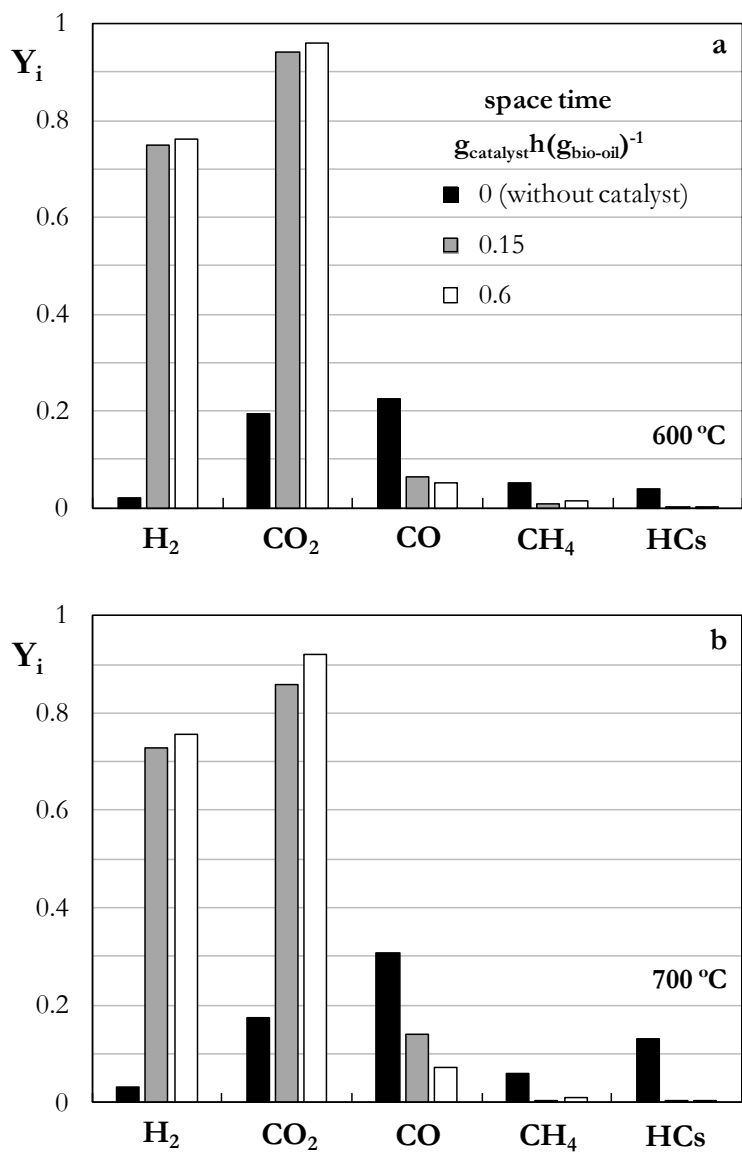 a
Yᵢ
1
0.8
0.6
0.4
0.2
0
space time
g_catalyst h(g_bio-oil)⁻¹
0 (without catalyst)
0.15
0.6
600 ºC
H₂ CO₂ CO CH₄ HCs
b
Yᵢ
1
0.8
0.6
0.4
0.2
0
700 ºC
H₂ CO₂ CO CH₄ HCs